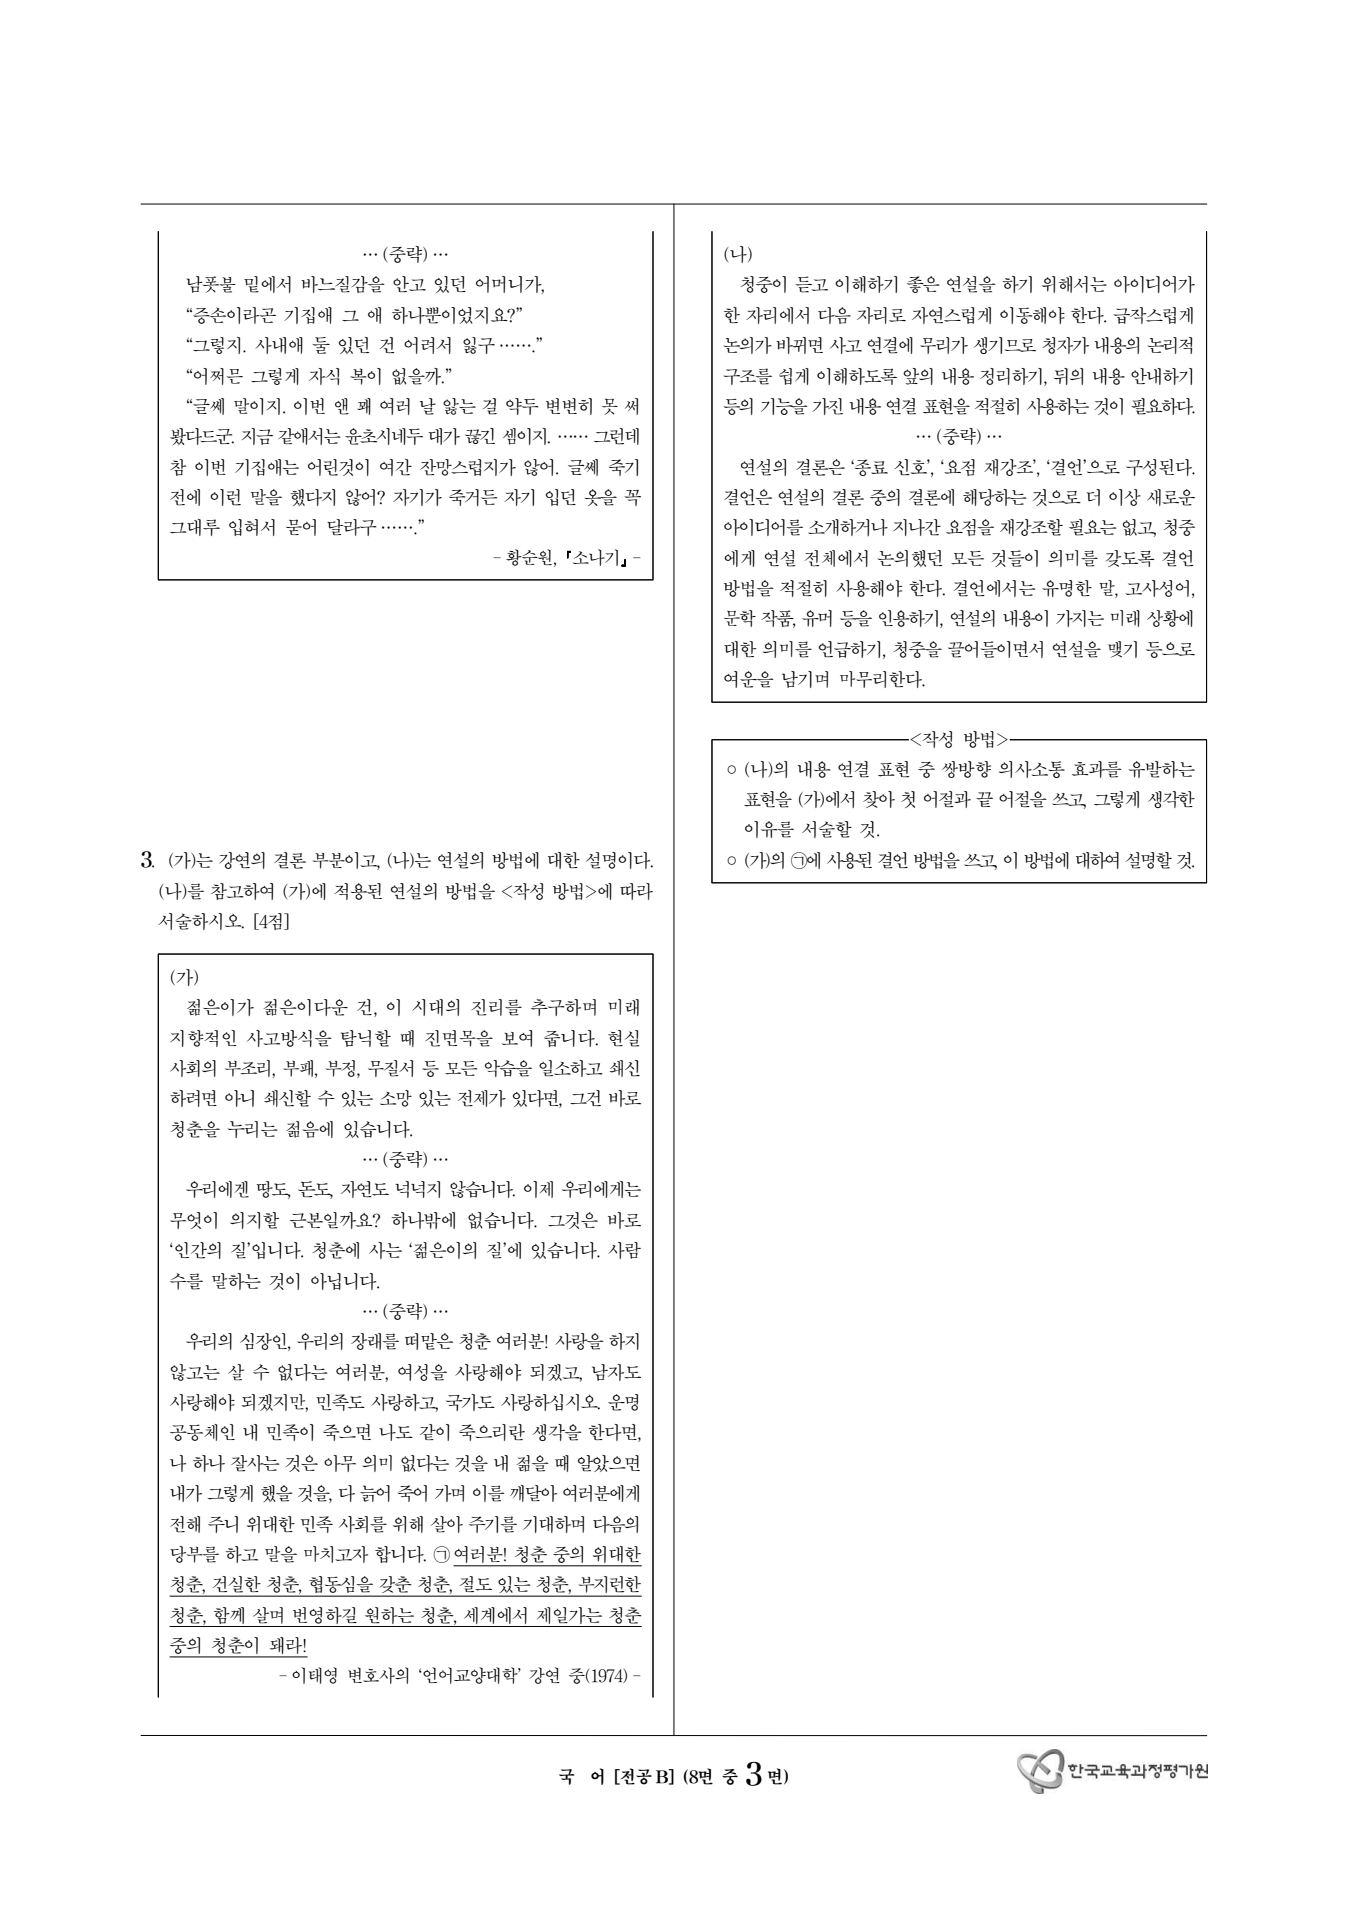 … (중략) …
남폿불 밑에서 바느질감을 안고 있던 어머니가,
“증손이라곤 기집애 그 애 하나뿐이었지요?”
“그렇지. 사내애 둘 있던 건 어려서 잃구 …….”
“어쩌믄 그렇게 자식 복이 없을까.”
“글쎄 말이지. 이번 앤 꽤 여러 날 앓는 걸 약두 변변히 못 써
봤다드군. 지금 같애서는 윤초시네두 대가 끊긴 셈이지. …… 그런데
참 이번 기집애는 어린것이 여간 잔망스럽지가 않어. 글쎄 죽기
전에 이런 말을 했다지 않어? 자기가 죽거든 자기 입던 옷을 꼭
그대루 입혀서 묻어 달라구 …….”
- 황순원, 『소나기』 -
3. (가)는 강연의 결론 부분이고, (나)는 연설의 방법에 대한 설명이다.
(나)를 참고하여 (가)에 적용된 연설의 방법을 <작성 방법>에 따라
서술하시오. [4점]
(가)
젊은이가 젊은이다운 건, 이 시대의 진리를 추구하며 미래
지향적인 사고방식을 탐닉할 때 진면목을 보여 줍니다. 현실
사회의 부조리, 부패, 부정, 무질서 등 모든 악습을 일소하고 쇄신
하려면 아니 쇄신할 수 있는 소망 있는 전제가 있다면, 그건 바로
청춘을 누리는 젊음에 있습니다.
… (중략) …
우리에겐 땅도, 돈도, 자연도 넉넉지 않습니다. 이제 우리에게는
무엇이 의지할 근본일까요? 하나밖에 없습니다. 그것은 바로
‘인간의 질’입니다. 청춘에 사는 ‘젊은이의 질’에 있습니다. 사람
수를 말하는 것이 아닙니다.
… (중략) …
우리의 심장인, 우리의 장래를 떠맡은 청춘 여러분! 사랑을 하지
않고는 살 수 없다는 여러분, 여성을 사랑해야 되겠고, 남자도
사랑해야 되겠지만, 민족도 사랑하고, 국가도 사랑하십시오. 운명
공동체인 내 민족이 죽으면 나도 같이 죽으리란 생각을 한다면,
나 하나 잘사는 것은 아무 의미 없다는 것을 내 젊을 때 알았으면
내가 그렇게 했을 것을, 다 늙어 죽어 가며 이를 깨달아 여러분에게
전해 주니 위대한 민족 사회를 위해 살아 주기를 기대하며 다음의
당부를 하고 말을 마치고자 합니다. ㉠여러분! 청춘 중의 위대한
청춘, 건실한 청춘, 협동심을 갖춘 청춘, 절도 있는 청춘, 부지런한
청춘, 함께 살며 번영하길 원하는 청춘, 세계에서 제일가는 청춘
중의 청춘이 돼라!
- 이태영 변호사의 ‘언어교양대학’ 강연 중(1974) -
(나)
청중이 듣고 이해하기 좋은 연설을 하기 위해서는 아이디어가
한 자리에서 다음 자리로 자연스럽게 이동해야 한다. 급작스럽게
논의가 바뀌면 사고 연결에 무리가 생기므로 청자가 내용의 논리적
구조를 쉽게 이해하도록 앞의 내용 정리하기, 뒤의 내용 안내하기
등의 기능을 가진 내용 연결 표현을 적절히 사용하는 것이 필요하다.
… (중략) …
연설의 결론은 ‘종료 신호’, ‘요점 재강조’, ‘결언’으로 구성된다.
결언은 연설의 결론 중의 결론에 해당하는 것으로 더 이상 새로운
아이디어를 소개하거나 지나간 요점을 재강조할 필요는 없고, 청중
에게 연설 전체에서 논의했던 모든 것들이 의미를 갖도록 결언
방법을 적절히 사용해야 한다. 결언에서는 유명한 말, 고사성어,
문학 작품, 유머 등을 인용하기, 연설의 내용이 가지는 미래 상황에
대한 의미를 언급하기, 청중을 끌어들이면서 연설을 맺기 등으로
여운을 남기며 마무리한다.
<작성 방법>
○ (나)의 내용 연결 표현 중 쌍방향 의사소통 효과를 유발하는
표현을 (가)에서 찾아 첫 어절과 끝 어절을 쓰고, 그렇게 생각한
이유를 서술할 것.
○ (가)의 ㉠에 사용된 결언 방법을 쓰고, 이 방법에 대하여 설명할 것.
국 어 [전공 B] (8면 중 3 면)
한국교육과정평가원